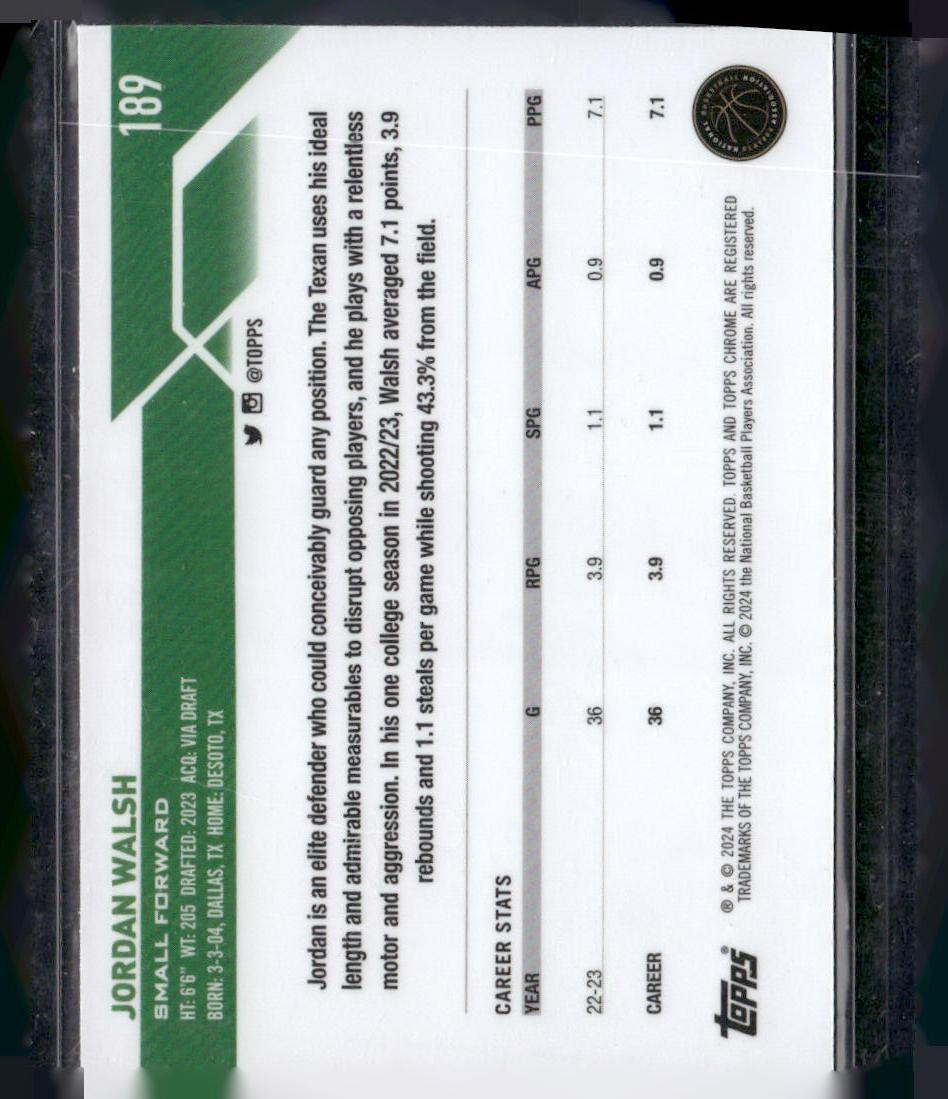 189
JORDAN WALSH
SMALL FORWARD
HT: 6'6" WT: 205 DRAFTED: 2023 ACQ: VIA DRAFT
BORN: 3-3-04, DALLAS, TX HOME: DESOTO, TX
@TOPPS
Jordan is an elite defender who could conceivably guard any position. The Texan uses his ideal
length and admirable measurables to disrupt opposing players, and he plays with a relentless
motor and aggression. In his one college season in 2022/23, Walsh averaged 7.1 points, 3.9
rebounds and 1.1 steals per game while shooting 43.3% from the field.
CAREER STATS
YEAR G RPG SPG APG PPG
22-23 36 3.9 1.1 0.9 7.1
CAREER 36 3.9 1.1 0.9 7.1
TOPPS®
® & © 2024 THE TOPPS COMPANY, INC. ALL RIGHTS RESERVED. TOPPS AND TOPPS CHROME ARE REGISTERED
TRADEMARKS OF THE TOPPS COMPANY, INC. © 2024 the National Basketball Players Association. All rights reserved.
NATIONAL BASKETBALL PLAYERS ASSOCIATION